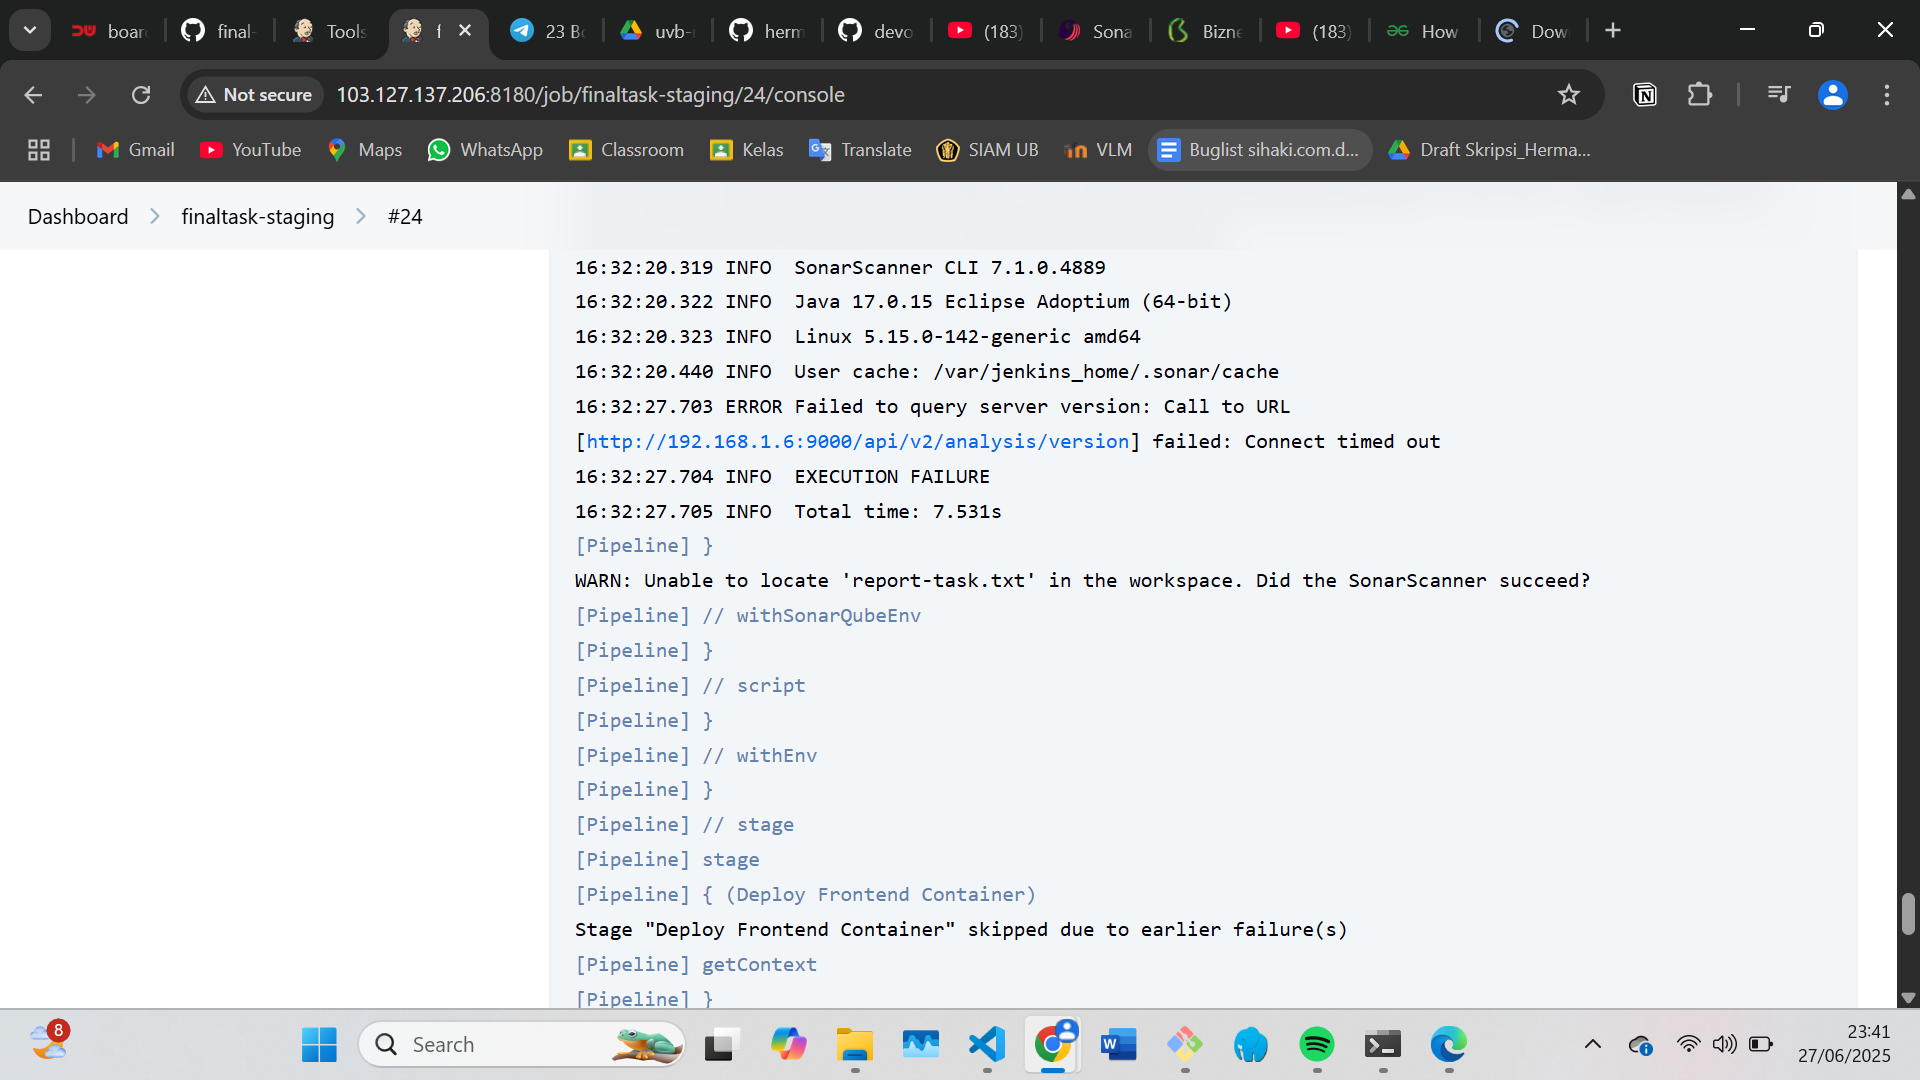 boar
final-
Tools
f
23 B
uvb-
herm
devo
(183)
Sona
Bizne
(183)
How
Dow
Not secure
103.127.137.206:8180/job/finaltask-staging/24/console
Gmail
YouTube
Maps
WhatsApp
Classroom
Kelas
Translate
SIAM UB
VLM
Buglist sihaki.com.d...
Draft Skripsi_Herma...
Dashboard
finaltask-staging
#24
16:32:20.319 INFO  SonarScanner CLI 7.1.0.4889
16:32:20.322 INFO  Java 17.0.15 Eclipse Adoptium (64-bit)
16:32:20.323 INFO  Linux 5.15.0-142-generic amd64
16:32:20.440 INFO  User cache: /var/jenkins_home/.sonar/cache
16:32:27.703 ERROR Failed to query server version: Call to URL
[http://192.168.1.6:9000/api/v2/analysis/version] failed: Connect timed out
16:32:27.704 INFO  EXECUTION FAILURE
16:32:27.705 INFO  Total time: 7.531s
[Pipeline] }
WARN: Unable to locate 'report-task.txt' in the workspace. Did the SonarScanner succeed?
[Pipeline] // withSonarQubeEnv
[Pipeline] }
[Pipeline] // script
[Pipeline] }
[Pipeline] // withEnv
[Pipeline] }
[Pipeline] // stage
[Pipeline] stage
[Pipeline] { (Deploy Frontend Container)
Stage "Deploy Frontend Container" skipped due to earlier failure(s)
[Pipeline] getContext
[Pipeline] }
8
Search
23:41
27/06/2025